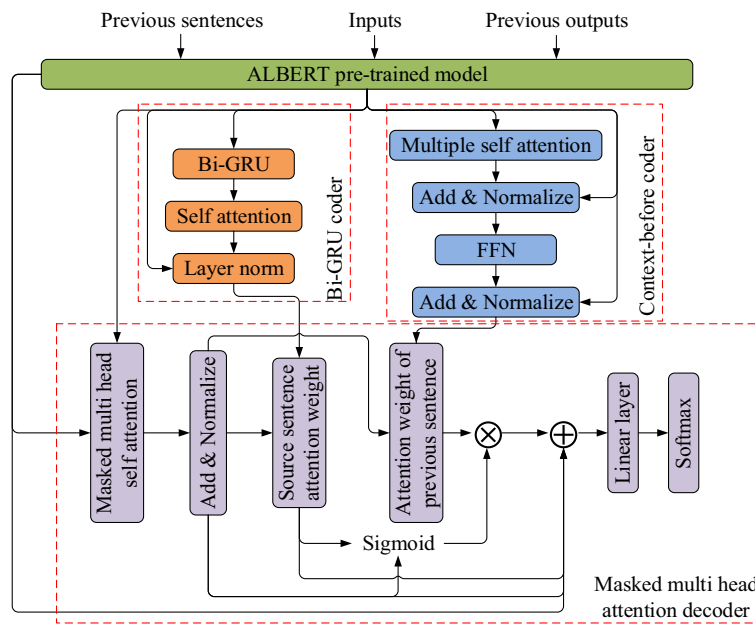 Previous sentences
Inputs
Previous outputs
ALBERT pre-trained model
Bi-GRU
Self attention
Layer norm
Bi-GRU coder
Multiple self attention
Add & Normalize
FFN
Add & Normalize
Context-before coder
Masked multi head
self attention
Add & Normalize
Source sentence
attention weight
Attention weight of
previous sentence
Linear layer
Softmax
Sigmoid
Masked multi head
attention decoder